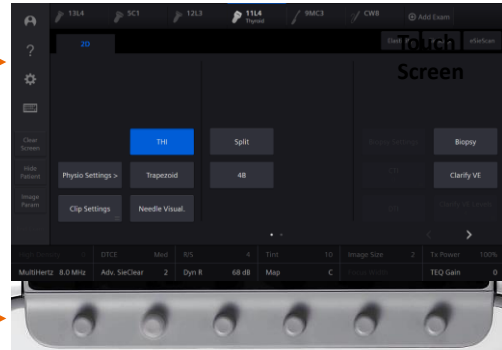 13L4
5C1
12L3
11L4
Thyroid
9MC3
CW8
Add Exam
2D
eSieScan
Touch
Screen
Clear
Screen
THI
Split
Biopsy
Hide
Patient
Physio Settings >
Trapezoid
4B
Clarify VE
Image
Param
Clip Settings
Needle Visual.
DTCE Med
R/S 4
Tint 10
Image Size 2
Tx Power 100%
MultiHertz 8.0 MHz
Adv. SieClear 2
Dyn R 68 dB
Map C
TEQ Gain 0